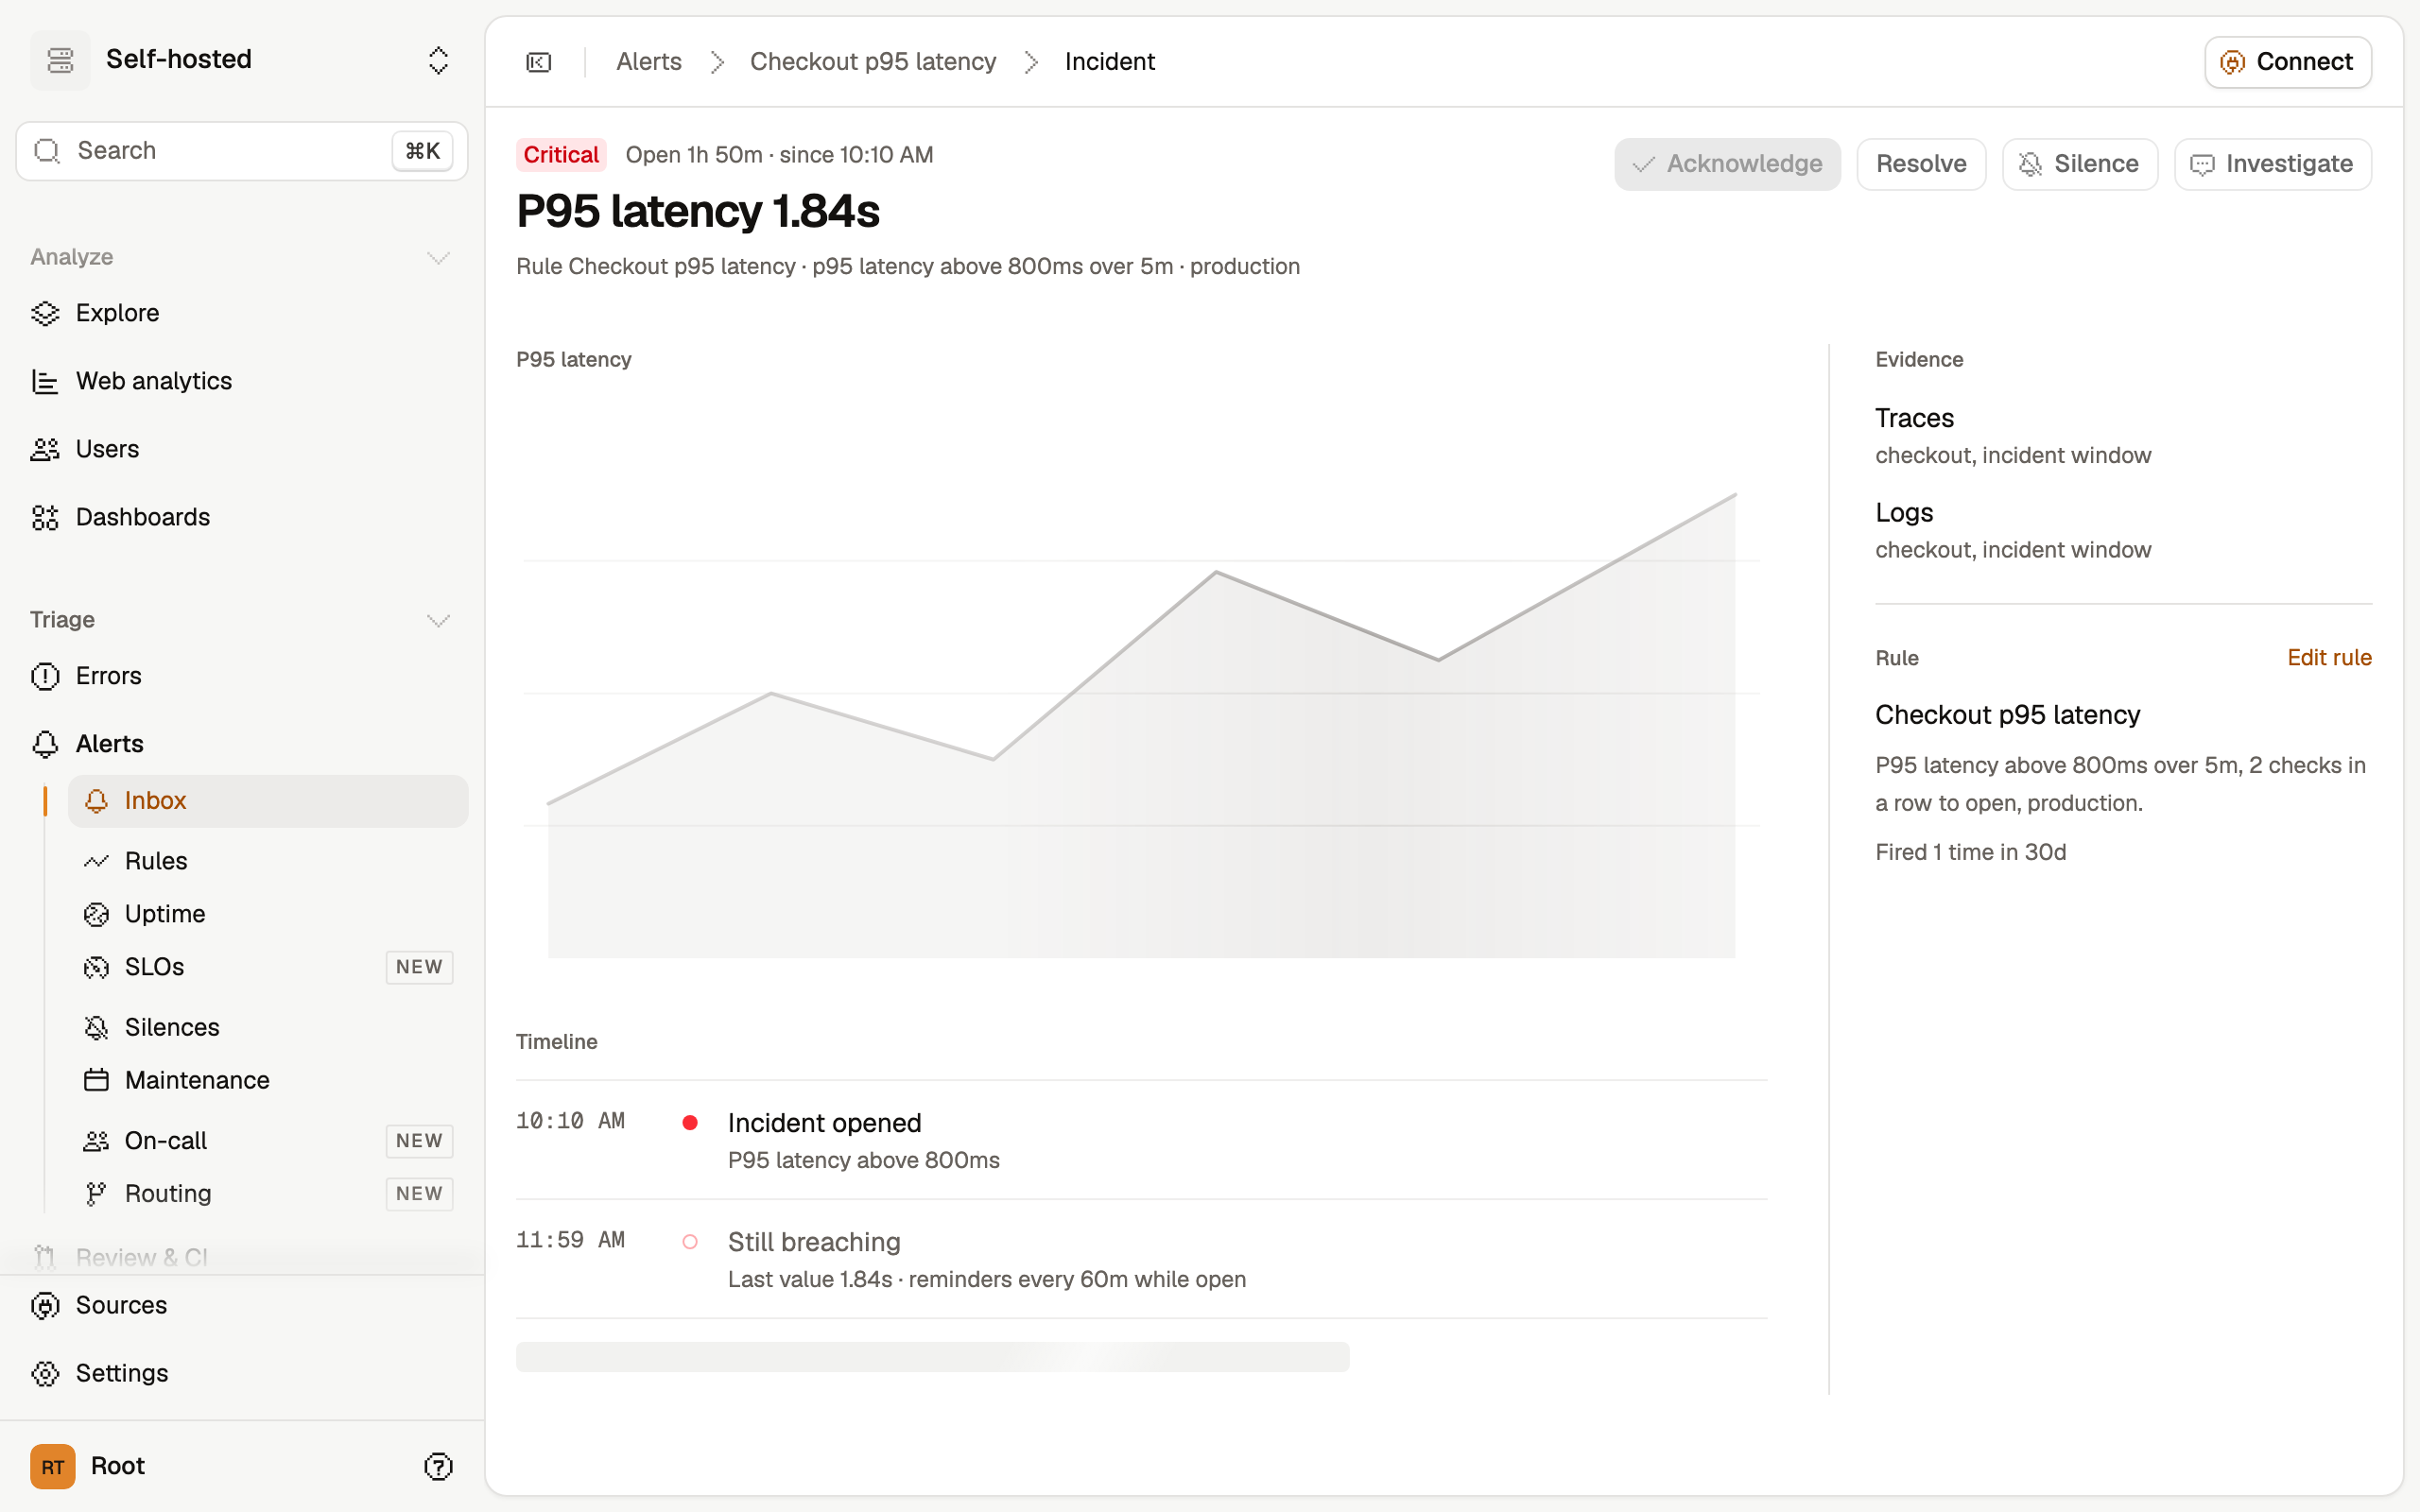 Self-hosted
Search
⌘K
Analyze
Explore
Web analytics
Users
Dashboards
Triage
Errors
Alerts
Inbox
Rules
Uptime
SLOs NEW
Silences
Maintenance
On-call NEW
Routing NEW
Review & CI
Sources
Settings
RT Root
Alerts Checkout p95 latency Incident
Connect
Critical Open 1h 50m · since 10:10 AM
P95 latency 1.84s
Rule Checkout p95 latency · p95 latency above 800ms over 5m · production
Acknowledge Resolve Silence Investigate
P95 latency
Timeline
10:10 AM Incident opened
P95 latency above 800ms
11:59 AM Still breaching
Last value 1.84s · reminders every 60m while open
Evidence
Traces
checkout, incident window
Logs
checkout, incident window
Rule Edit rule
Checkout p95 latency
P95 latency above 800ms over 5m, 2 checks in
a row to open, production.
Fired 1 time in 30d